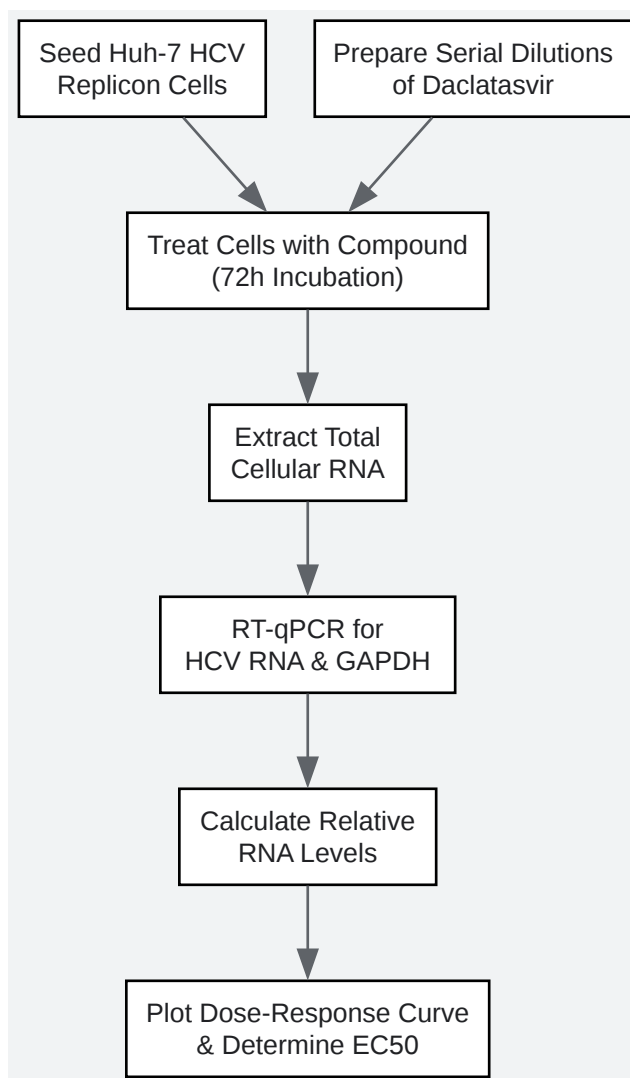 Seed Huh-7 HCV
Replicon Cells
Prepare Serial Dilutions
of Daclatasvir
Treat Cells with Compound
(72h Incubation)
Extract Total
Cellular RNA
RT-qPCR for
HCV RNA & GAPDH
Calculate Relative
RNA Levels
Plot Dose-Response Curve
& Determine EC50